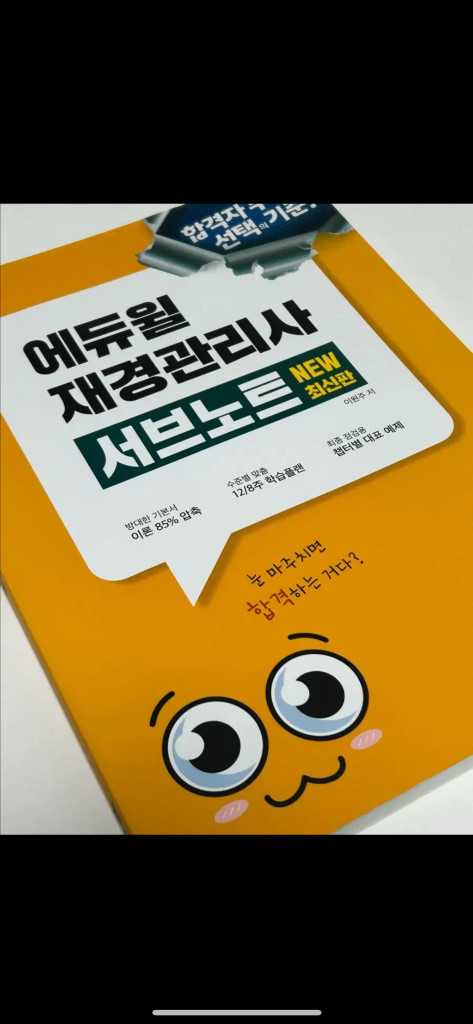 합격자
선택의 기준!
에듀윌
재경관리사
서브노트 NEW 최신판
이원주 저
방대한 기본서
이론 85% 압축
수준별 맞춤
12/8주 학습플랜
최종 점검용
챕터별 대표 예제
눈 마주치면
합격하는 거다?